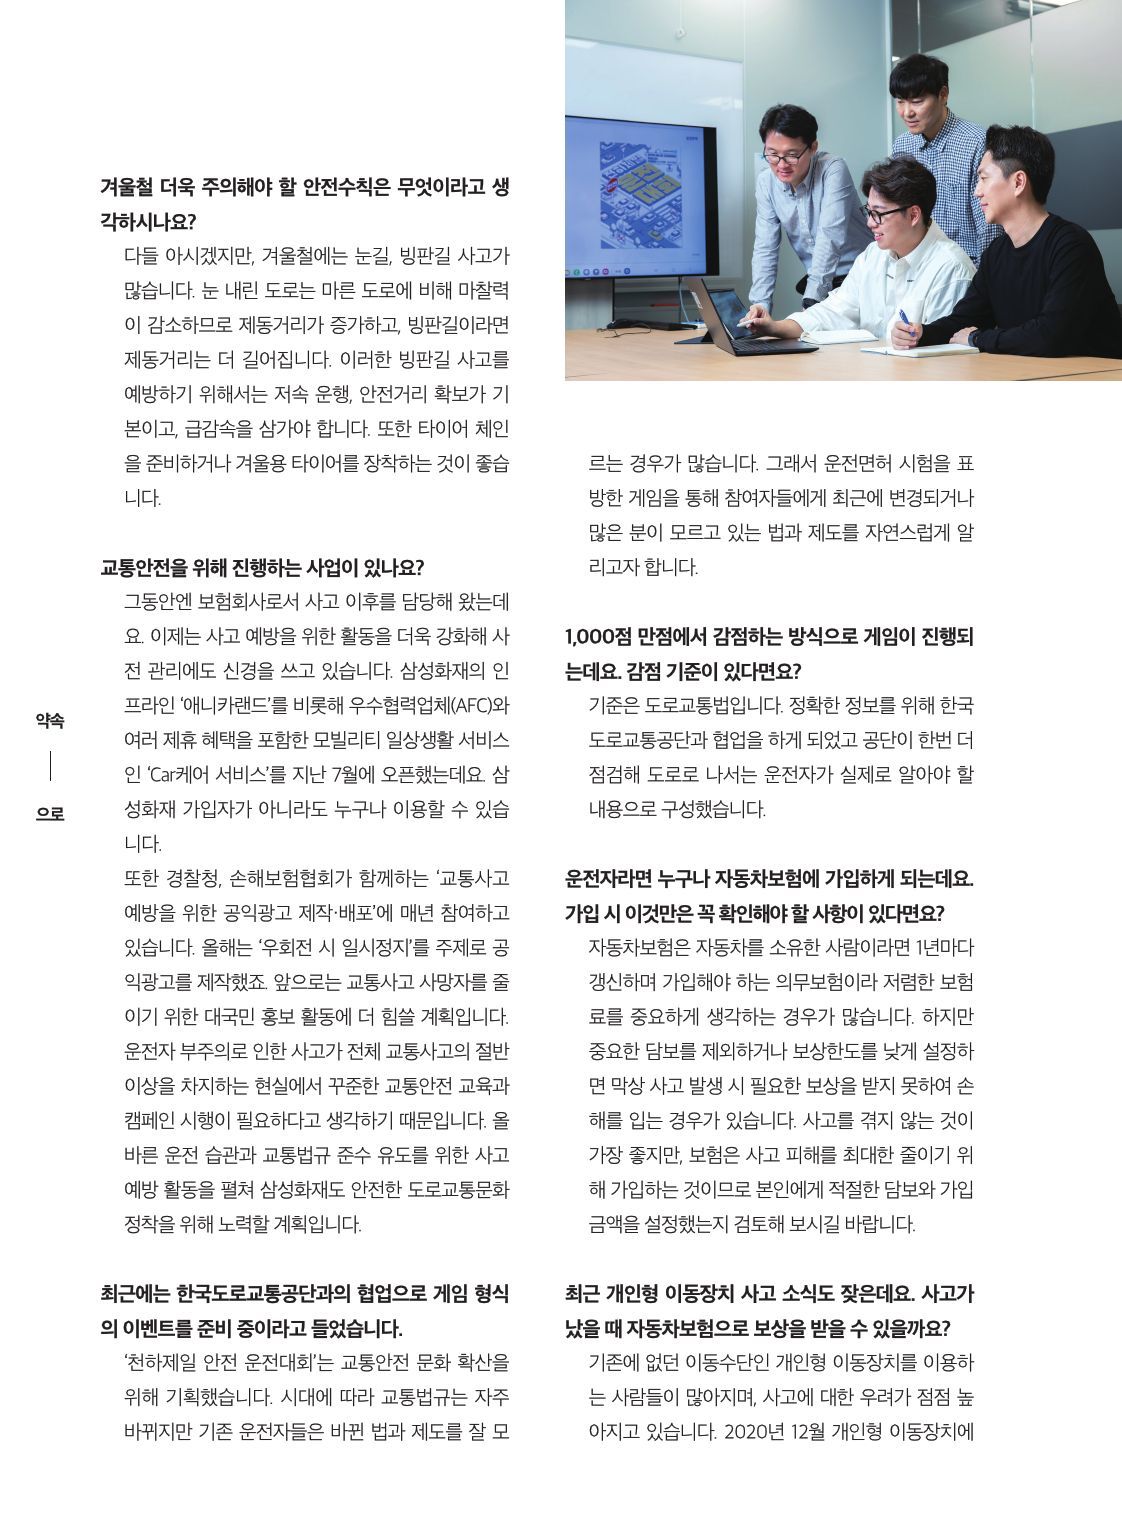 겨울철 더욱 주의해야 할 안전수칙은 무엇이라고 생
각하시나요?
다들 아시겠지만, 겨울철에는 눈길, 빙판길 사고가
많습니다. 눈 내린 도로는 마른 도로에 비해 마찰력
이 감소하므로 제동거리가 증가하고, 빙판길이라면
제동거리는 더 길어집니다. 이러한 빙판길 사고를
예방하기 위해서는 저속 운행, 안전거리 확보가 기
본이고, 급감속을 삼가야 합니다. 또한 타이어 체인
을 준비하거나 겨울용 타이어를 장착하는 것이 좋습
니다.
교통안전을 위해 진행하는 사업이 있나요?
그동안엔 보험회사로서 사고 이후를 담당해 왔는데
요. 이제는 사고 예방을 위한 활동을 더욱 강화해 사
전 관리에도 신경을 쓰고 있습니다. 삼성화재의 인
프라인 ‘애니카랜드’를 비롯해 우수협력업체(AFC)와
여러 제휴 혜택을 포함한 모빌리티 일상생활 서비스
인 ‘Car케어 서비스’를 지난 7월에 오픈했는데요. 삼
성화재 가입자가 아니라도 누구나 이용할 수 있습
니다.
또한 경찰청, 손해보험협회가 함께하는 ‘교통사고
예방을 위한 공익광고 제작·배포’에 매년 참여하고
있습니다. 올해는 ‘우회전 시 일시정지’를 주제로 공
익광고를 제작했죠. 앞으로는 교통사고 사망자를 줄
이기 위한 대국민 홍보 활동에 더 힘쓸 계획입니다.
운전자 부주의로 인한 사고가 전체 교통사고의 절반
이상을 차지하는 현실에서 꾸준한 교통안전 교육과
캠페인 시행이 필요하다고 생각하기 때문입니다. 올
바른 운전 습관과 교통법규 준수 유도를 위한 사고
예방 활동을 펼쳐 삼성화재도 안전한 도로교통문화
정착을 위해 노력할 계획입니다.
최근에는 한국도로교통공단과의 협업으로 게임 형식
의 이벤트를 준비 중이라고 들었습니다.
‘천하제일 안전 운전대회’는 교통안전 문화 확산을
위해 기획했습니다. 시대에 따라 교통법규는 자주
바뀌지만 기존 운전자들은 바뀐 법과 제도를 잘 모
르는 경우가 많습니다. 그래서 운전면허 시험을 표
방한 게임을 통해 참여자들에게 최근에 변경되거나
많은 분이 모르고 있는 법과 제도를 자연스럽게 알
리고자 합니다.
1,000점 만점에서 감점하는 방식으로 게임이 진행되
는데요. 감점 기준이 있다면요?
기준은 도로교통법입니다. 정확한 정보를 위해 한국
도로교통공단과 협업을 하게 되었고 공단이 한번 더
점검해 도로로 나서는 운전자가 실제로 알아야 할
내용으로 구성했습니다.
운전자라면 누구나 자동차보험에 가입하게 되는데요.
가입 시 이것만은 꼭 확인해야 할 사항이 있다면요?
자동차보험은 자동차를 소유한 사람이라면 1년마다
갱신하며 가입해야 하는 의무보험이라 저렴한 보험
료를 중요하게 생각하는 경우가 많습니다. 하지만
중요한 담보를 제외하거나 보상한도를 낮게 설정하
면 막상 사고 발생 시 필요한 보상을 받지 못하여 손
해를 입는 경우가 있습니다. 사고를 겪지 않는 것이
가장 좋지만, 보험은 사고 피해를 최대한 줄이기 위
해 가입하는 것이므로 본인에게 적절한 담보와 가입
금액을 설정했는지 검토해 보시길 바랍니다.
최근 개인형 이동장치 사고 소식도 잦은데요. 사고가
났을 때 자동차보험으로 보상을 받을 수 있을까요?
기존에 없던 이동수단인 개인형 이동장치를 이용하
는 사람들이 많아지며, 사고에 대한 우려가 점점 높
아지고 있습니다. 2020년 12월 개인형 이동장치에
약속
으로